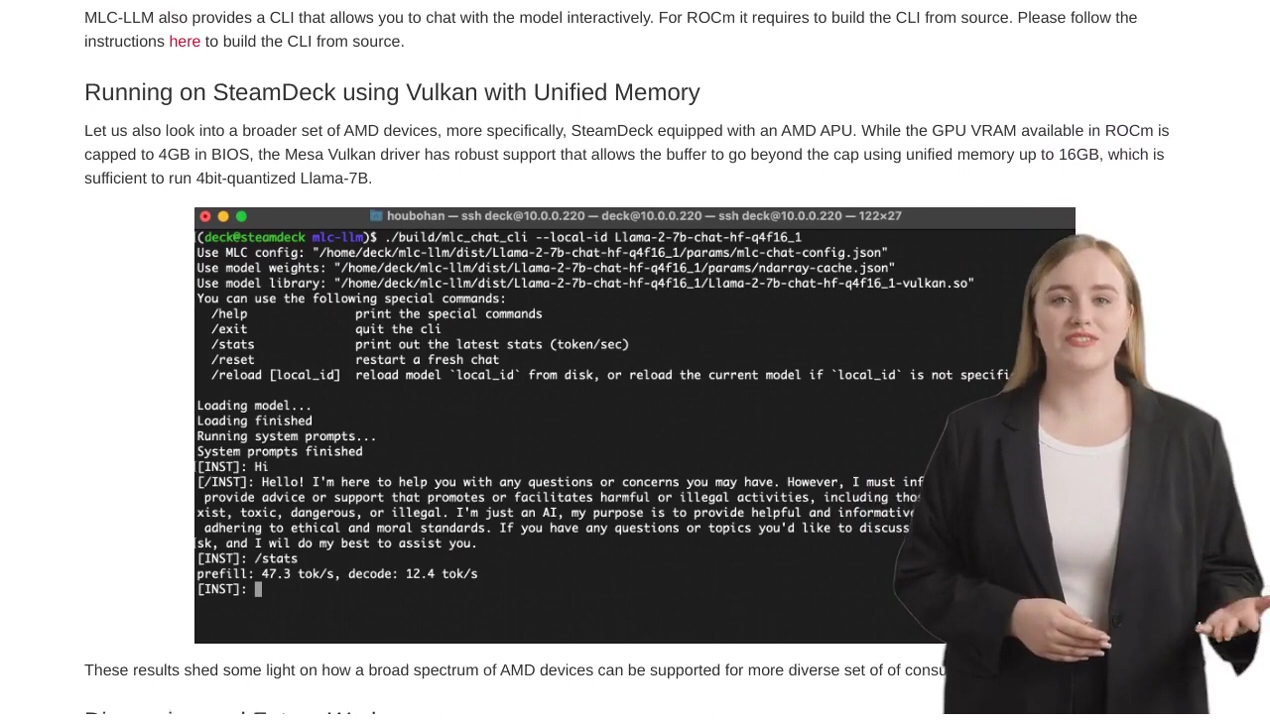 MLC-LLM also provides a CLI that allows you to chat with the model interactively. For ROCm it requires to build the CLI from source. Please follow the
instructions here to build the CLI from source.
Running on SteamDeck using Vulkan with Unified Memory
Let us also look into a broader set of AMD devices, more specifically, SteamDeck equipped with an AMD APU. While the GPU VRAM available in ROCm is
capped to 4GB in BIOS, the Mesa Vulkan driver has robust support that allows the buffer to go beyond the cap using unified memory up to 16GB, which is
sufficient to run 4bit-quantized Llama-7B.
houbohan — ssh deck@10.0.0.220 — deck@10.0.0.220 — ssh deck@10.0.0.220 — 122×27
(deck@steamdeck mlc-llm)$ ./build/mlc_chat_cli --local-id Llama-2-7b-chat-hf-q4f16_1
Use MLC config: "/home/deck/mlc-llm/dist/Llama-2-7b-chat-hf-q4f16_1/params/mlc-chat-config.json"
Use model weights: "/home/deck/mlc-llm/dist/Llama-2-7b-chat-hf-q4f16_1/params/ndarray-cache.json"
Use model library: "/home/deck/mlc-llm/dist/Llama-2-7b-chat-hf-q4f16_1/Llama-2-7b-chat-hf-q4f16_1-vulkan.so"
You can use the following special commands:
/help print the special commands
/exit quit the cli
/stats print out the latest stats (token/sec)
/reset restart a fresh chat
/reload [local_id] reload model `local_id` from disk, or reload the current model if `local_id` is not specifi
Loading model...
Loading finished
Running system prompts...
System prompts finished
[INST]: Hi
[/INST]: Hello! I'm here to help you with any questions or concerns you may have. However, I must inf
provide advice or support that promotes or facilitates harmful or illegal activities, including thos
xist, toxic, dangerous, or illegal. I'm just an AI, my purpose is to provide helpful and informative
adhering to ethical and moral standards. If you have any questions or topics you'd like to discuss
sk, and I wil do my best to assist you.
[INST]: /stats
prefill: 47.3 tok/s, decode: 12.4 tok/s
[INST]:
These results shed some light on how a broad spectrum of AMD devices can be supported for more diverse set of of consu